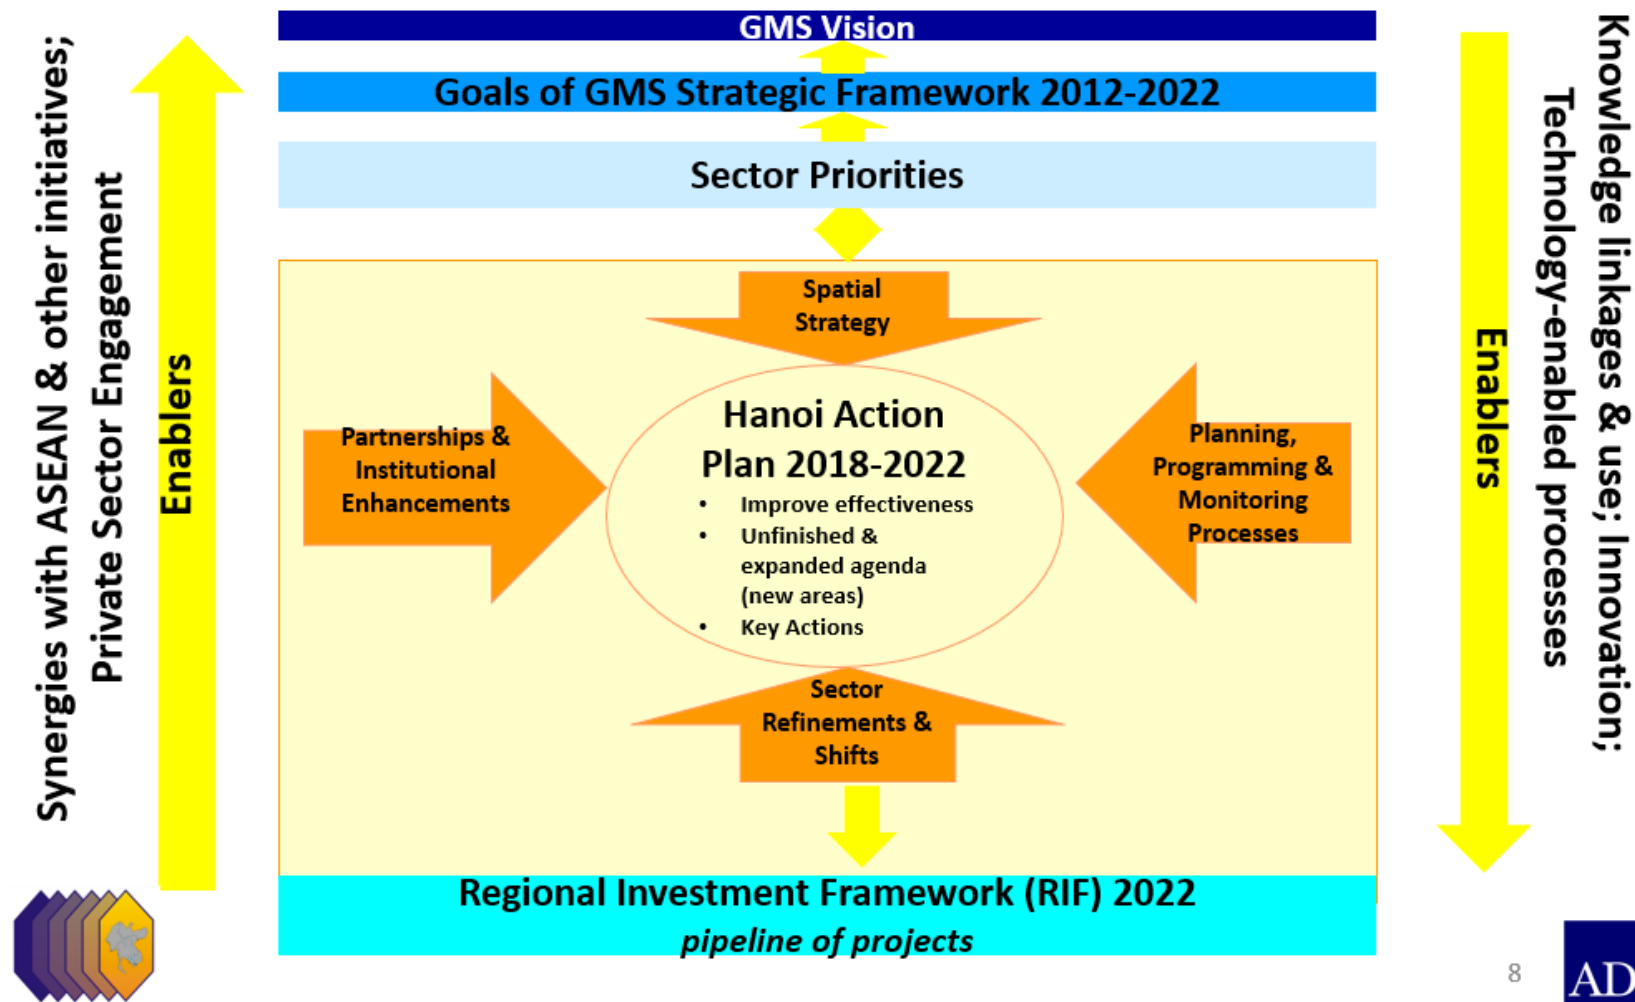 GMS Vision
Goals of GMS Strategic Framework 2012-2022
Sector Priorities
Synergies with ASEAN & other initiatives;
Private Sector Engagement
Enablers
Spatial
Strategy
Partnerships &
Institutional
Enhancements
Hanoi Action
Plan 2018-2022
• Improve effectiveness
• Unfinished &
expanded agenda
(new areas)
• Key Actions
Planning,
Programming &
Monitoring
Processes
Sector
Refinements &
Shifts
Enablers
Knowledge linkages & use; Innovation;
Technology-enabled processes
Regional Investment Framework (RIF) 2022
pipeline of projects
8
AD